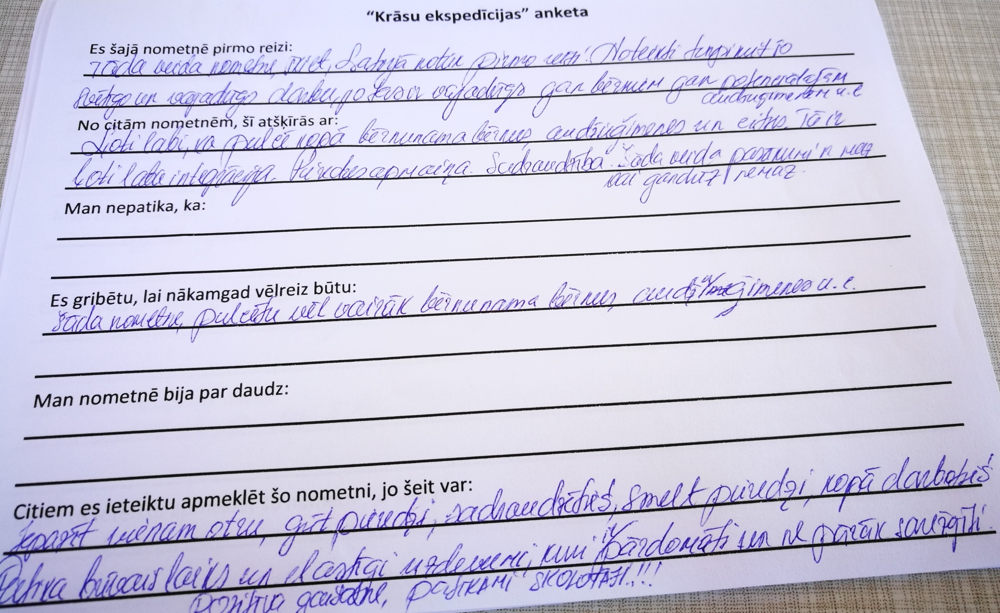 “Krāsu ekspedīcijas” anketa
Es šajā nometnē pirmo reizi:
Tāda veida nometne, šķiet, Latvijā notiek pirmo reizi! Noteikti turpināt šo
svētīgo un vajadzīgo darbu, jo tas ir vajadzīgs gan bērniem gan potenciālajām
audžuģimenēm u.c
No citām nometnēm, šī atšķīrās ar:
Ļoti labi, ka pulcē kopā bērnunama bērnus, audžuģimenes un citus. Tā ir
ļoti laba integrācija. Pieredzes apmaiņa. Sadraudzība. Šāda veida pasākumi ir maz
vai gandrīz nemaz.
Man nepatika, ka:
Es gribētu, lai nākamgad vēlreiz būtu:
Šāda nometne, pulcētu vēl vairāk bērnunama bērnus, audžuģimenes u.c.
Man nometnē bija par daudz:
Citiem es ieteiktu apmeklēt šo nometni, jo šeit var:
Iepazīt vienam otru, gūt pieredzi, sadraudzēties, smelt pieredzi, kopā darboties
brīvais laiks un elastīgi uzdevumi, kuri ir pārdomāti un ne pārāk sarežģīti.
Pozitīva gaisotne, PATĪKAMI SKOLOTĀJI!!!